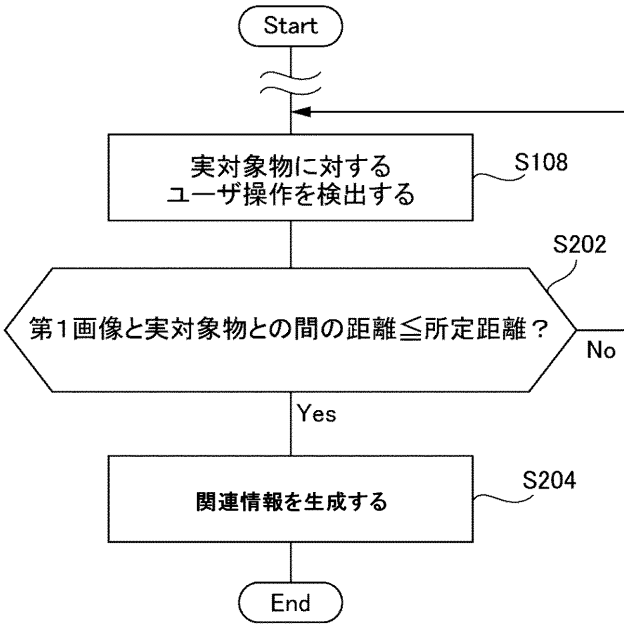 Start
実対象物に対する
ユーザ操作を検出する
S108
S202
第1画像と実対象物との間の距離≦所定距離？
No
Yes
関連情報を生成する
S204
End